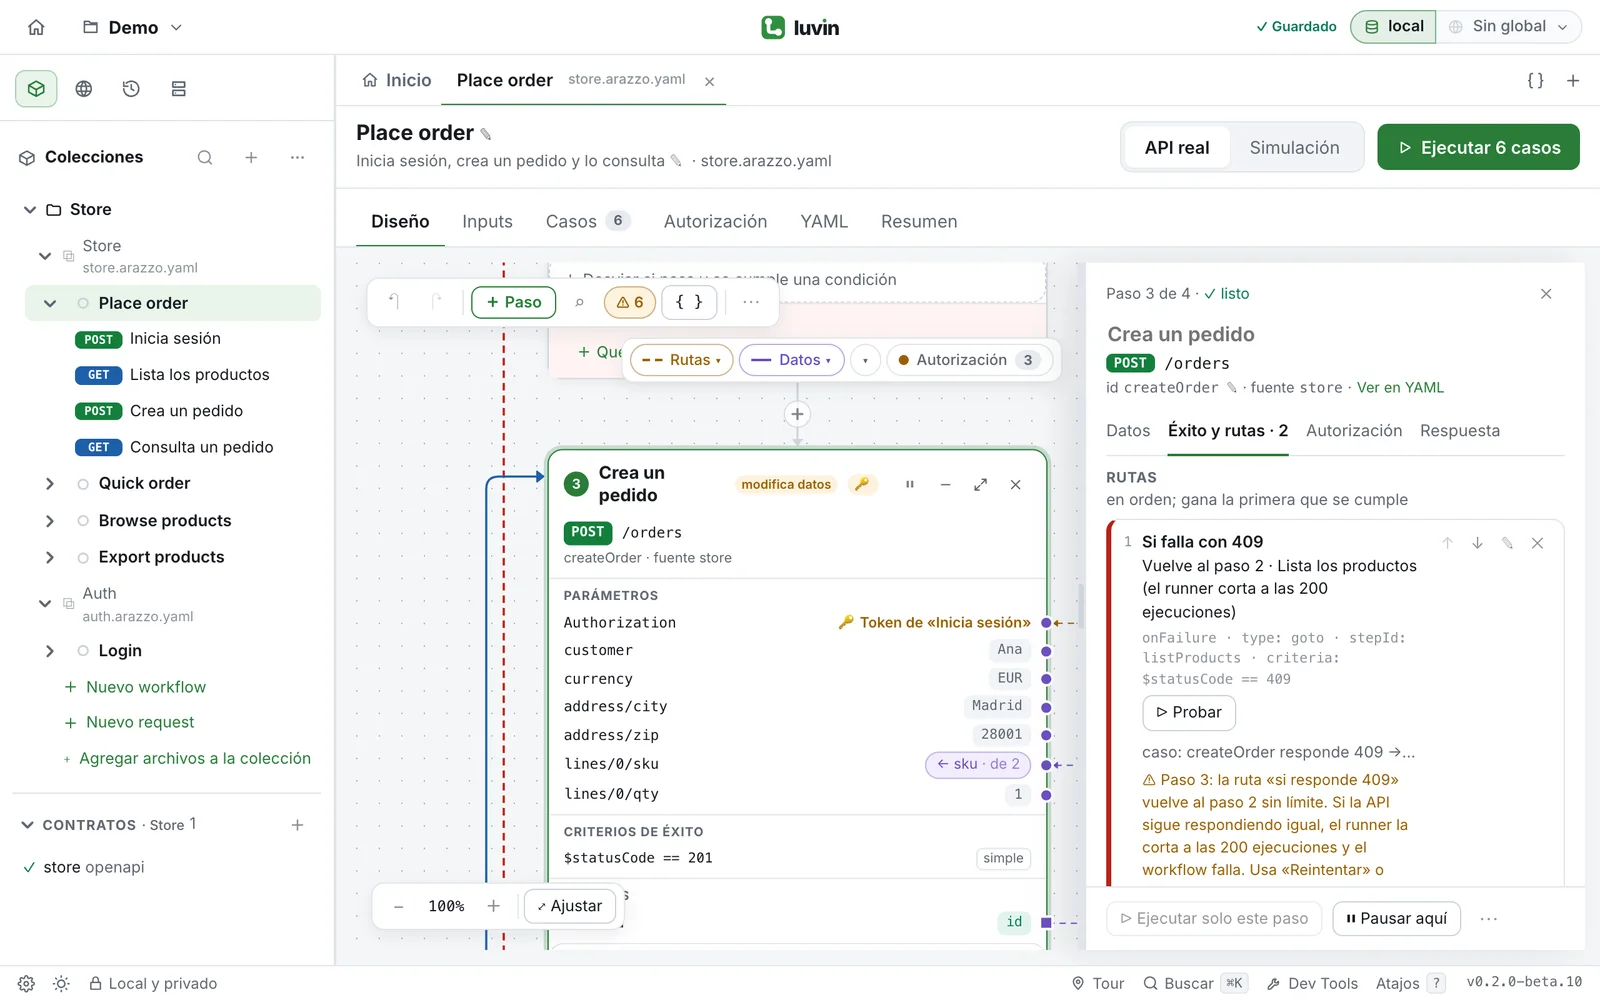 Demo
luvin
Guardado
local
Sin global
Inicio
Place order store.arazzo.yaml
{ }
Place order
Inicia sesión, crea un pedido y lo consulta · store.arazzo.yaml
API real
Simulación
Ejecutar 6 casos
Diseño
Inputs
Casos 6
Autorización
YAML
Resumen
Colecciones
Store
Store
store.arazzo.yaml
Place order
POST Inicia sesión
GET Lista los productos
POST Crea un pedido
GET Consulta un pedido
Quick order
Browse products
Export products
Auth
auth.arazzo.yaml
Login
+ Nuevo workflow
+ Nuevo request
+ Agregar archivos a la colección
CONTRATOS · Store 1
store openapi
una condición
+ Paso
6
{ }
...
+ Que
Rutas
Datos
Autorización 3
3 Crea un pedido
modifica datos
POST /orders
createOrder · fuente store
PARÁMETROS
Authorization
Token de «Inicia sesión»
customer Ana
currency EUR
address/city Madrid
address/zip 28001
lines/0/sku ← sku · de 2
lines/0/qty 1
CRITERIOS DE ÉXITO
$statusCode == 201 simple
S
id
− 100% +
Ajustar
Paso 3 de 4 · ✓ listo
Crea un pedido
POST /orders
id createOrder · fuente store · Ver en YAML
Datos
Éxito y rutas · 2
Autorización
Respuesta
RUTAS
en orden; gana la primera que se cumple
1 Si falla con 409
Vuelve al paso 2 · Lista los productos
(el runner corta a las 200
ejecuciones)
onFailure · type: goto · stepId:
listProducts · criteria:
$statusCode == 409
Probar
caso: createOrder responde 409 →...
⚠ Paso 3: la ruta «si responde 409»
vuelve al paso 2 sin límite. Si la API
sigue respondiendo igual, el runner la
corta a las 200 ejecuciones y el
workflow falla. Usa «Reintentar» o
Ejecutar solo este paso
Pausar aquí
...
Local y privado
Tour
Buscar ⌘K
Dev Tools
Atajos ?
v0.2.0-beta.10